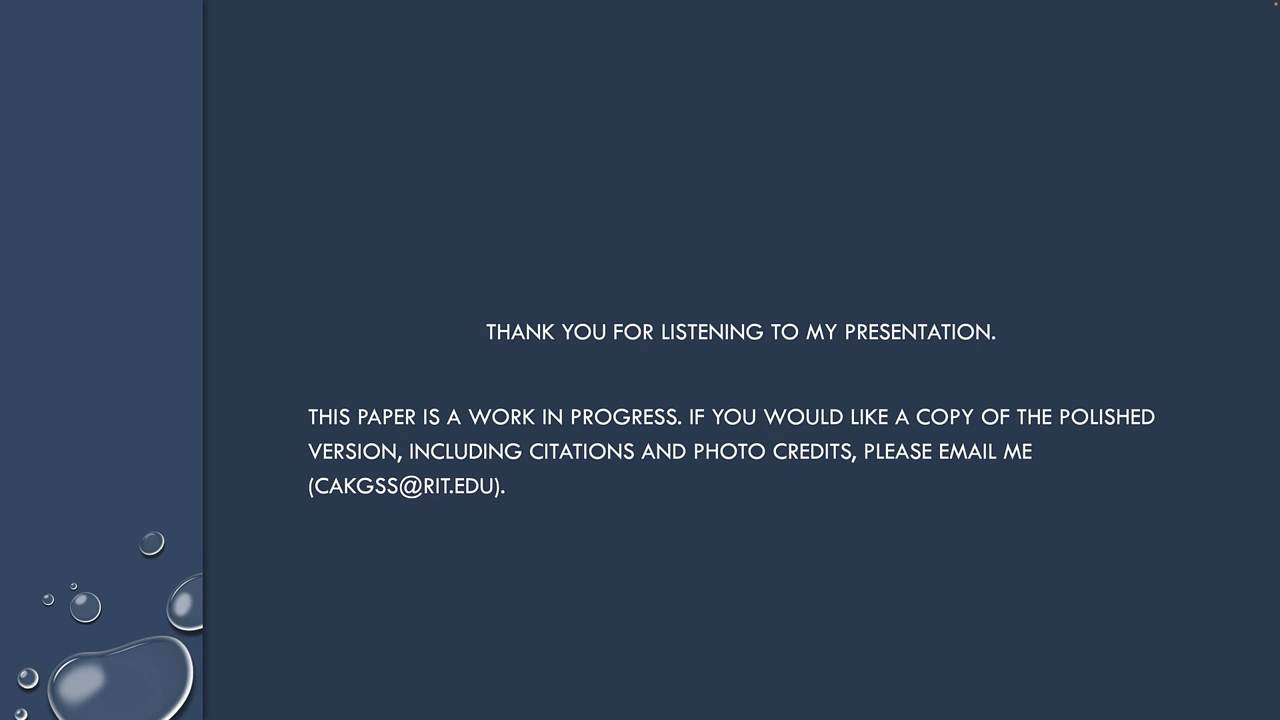 THANK YOU FOR LISTENING TO MY PRESENTATION.
THIS PAPER IS A WORK IN PROGRESS. IF YOU WOULD LIKE A COPY OF THE POLISHED
VERSION, INCLUDING CITATIONS AND PHOTO CREDITS, PLEASE EMAIL ME
(CAKGSS@RIT.EDU).